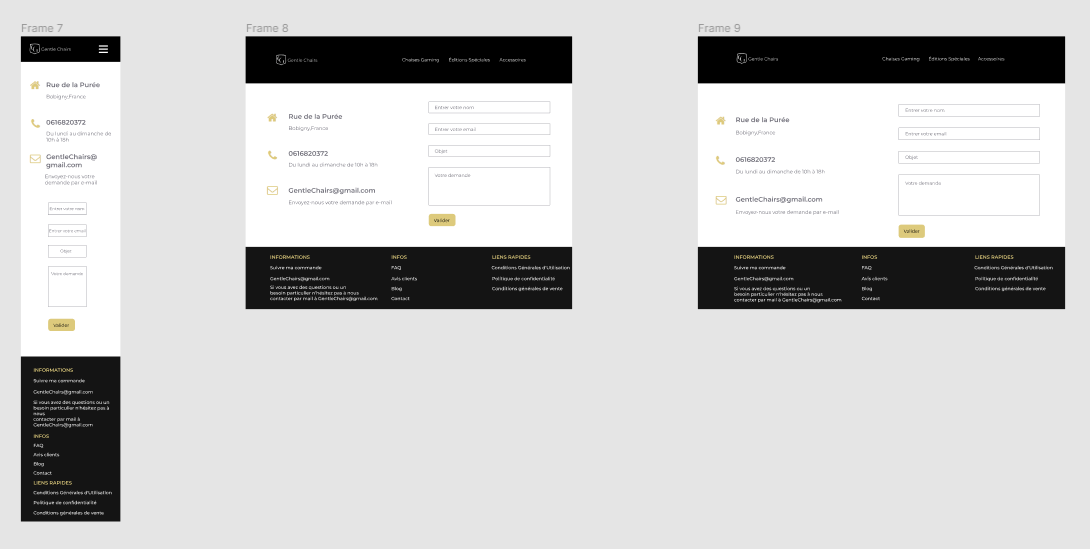 Frame 7
Gentle Chairs
Rue de la Purée
Bobigny,France
0616820372
Du lundi au dimanche de
10h à 18h
GentleChairs@
gmail.com
Envoyez-nous votre
demande par e-mail
Entrer votre nom
Entrer votre email
Objet
Votre demande
Valider
INFORMATIONS
Suivre ma commande
GentleChairs@gmail.com
Si vous avez des questions ou un
besoin particulier n'hésitez pas à
nous
contacter par mail à
GentleChairs@gmail.com
INFOS
FAQ
Avis clients
Blog
Contact
LIENS RAPIDES
Conditions Générales d'Utilisation
Politique de confidentialité
Conditions générales de vente
Frame 8
Gentle Chairs
Chaises Gaming Éditions Spéciales Accessoires
Rue de la Purée
Bobigny,France
0616820372
Du lundi au dimanche de 10h à 18h
GentleChairs@gmail.com
Envoyez-nous votre demande par e-mail
Entrer votre nom
Entrer votre email
Objet
Votre demande
Valider
INFORMATIONS
Suivre ma commande
GentleChairs@gmail.com
Si vous avez des questions ou un
besoin particulier n'hésitez pas à nous
contacter par mail à GentleChairs@gmail.com
INFOS
FAQ
Avis clients
Blog
Contact
LIENS RAPIDES
Conditions Générales d'Utilisation
Politique de confidentialité
Conditions générales de vente
Frame 9
Gentle Chairs
Chaises Gaming Éditions Spéciales Accessoires
Rue de la Purée
Bobigny,France
0616820372
Du lundi au dimanche de 10h à 18h
GentleChairs@gmail.com
Envoyez-nous votre demande par e-mail
Entrer votre nom
Entrer votre email
Objet
Votre demande
Valider
INFORMATIONS
Suivre ma commande
GentleChairs@gmail.com
Si vous avez des questions ou un
besoin particulier n'hésitez pas à nous
contacter par mail à GentleChairs@gmail.com
INFOS
FAQ
Avis clients
Blog
Contact
LIENS RAPIDES
Conditions Générales d'Utilisation
Politique de confidentialité
Conditions générales de vente